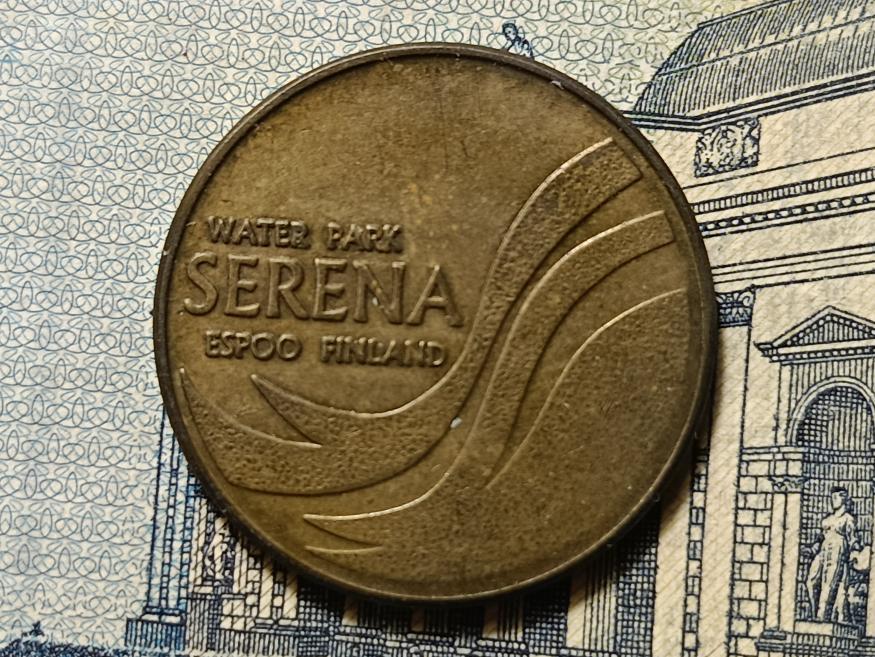 WATER PARK
SERENA
ESPOO FINLAND